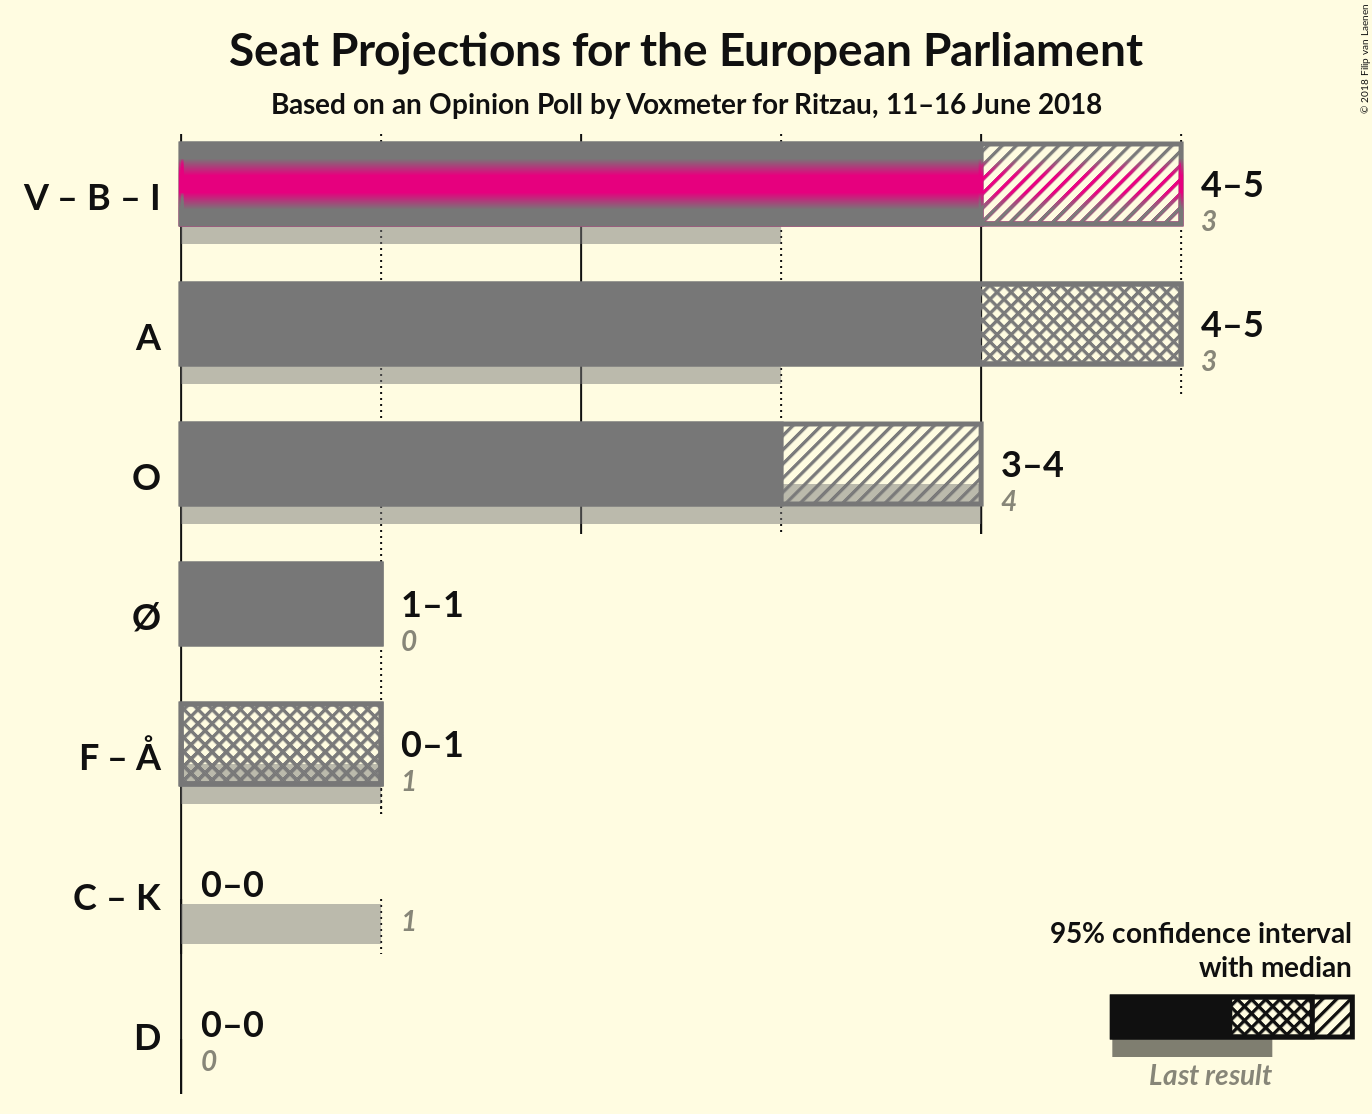 Seat Projections for the European Parliament
Based on an Opinion Poll by Voxmeter for Ritzau, 11–16 June 2018
© 2018 Filip van Laenen
V – B – I
4–5
3
A
4–5
3
O
3–4
4
Ø
1–1
0
F – Å
0–1
1
C – K
0–0
1
D
0–0
0
95% confidence interval
with median
Last result